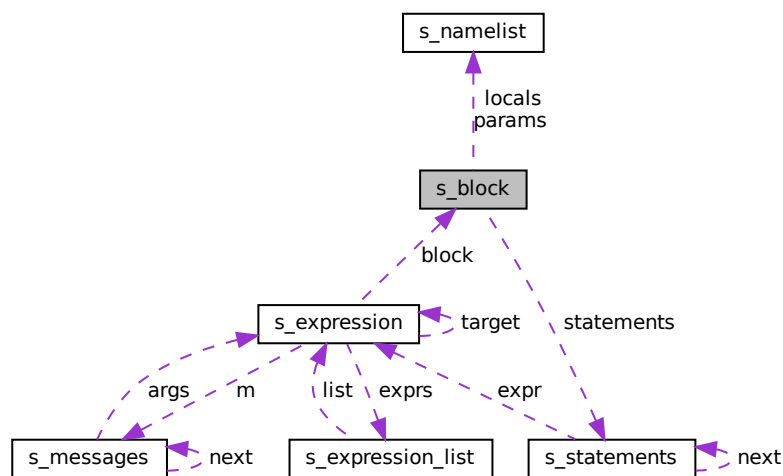 s_namelist
locals
params
s_block
block
s_expression
target
statements
args
m
list
exprs
expr
s_messages
next
s_expression_list
s_statements
next